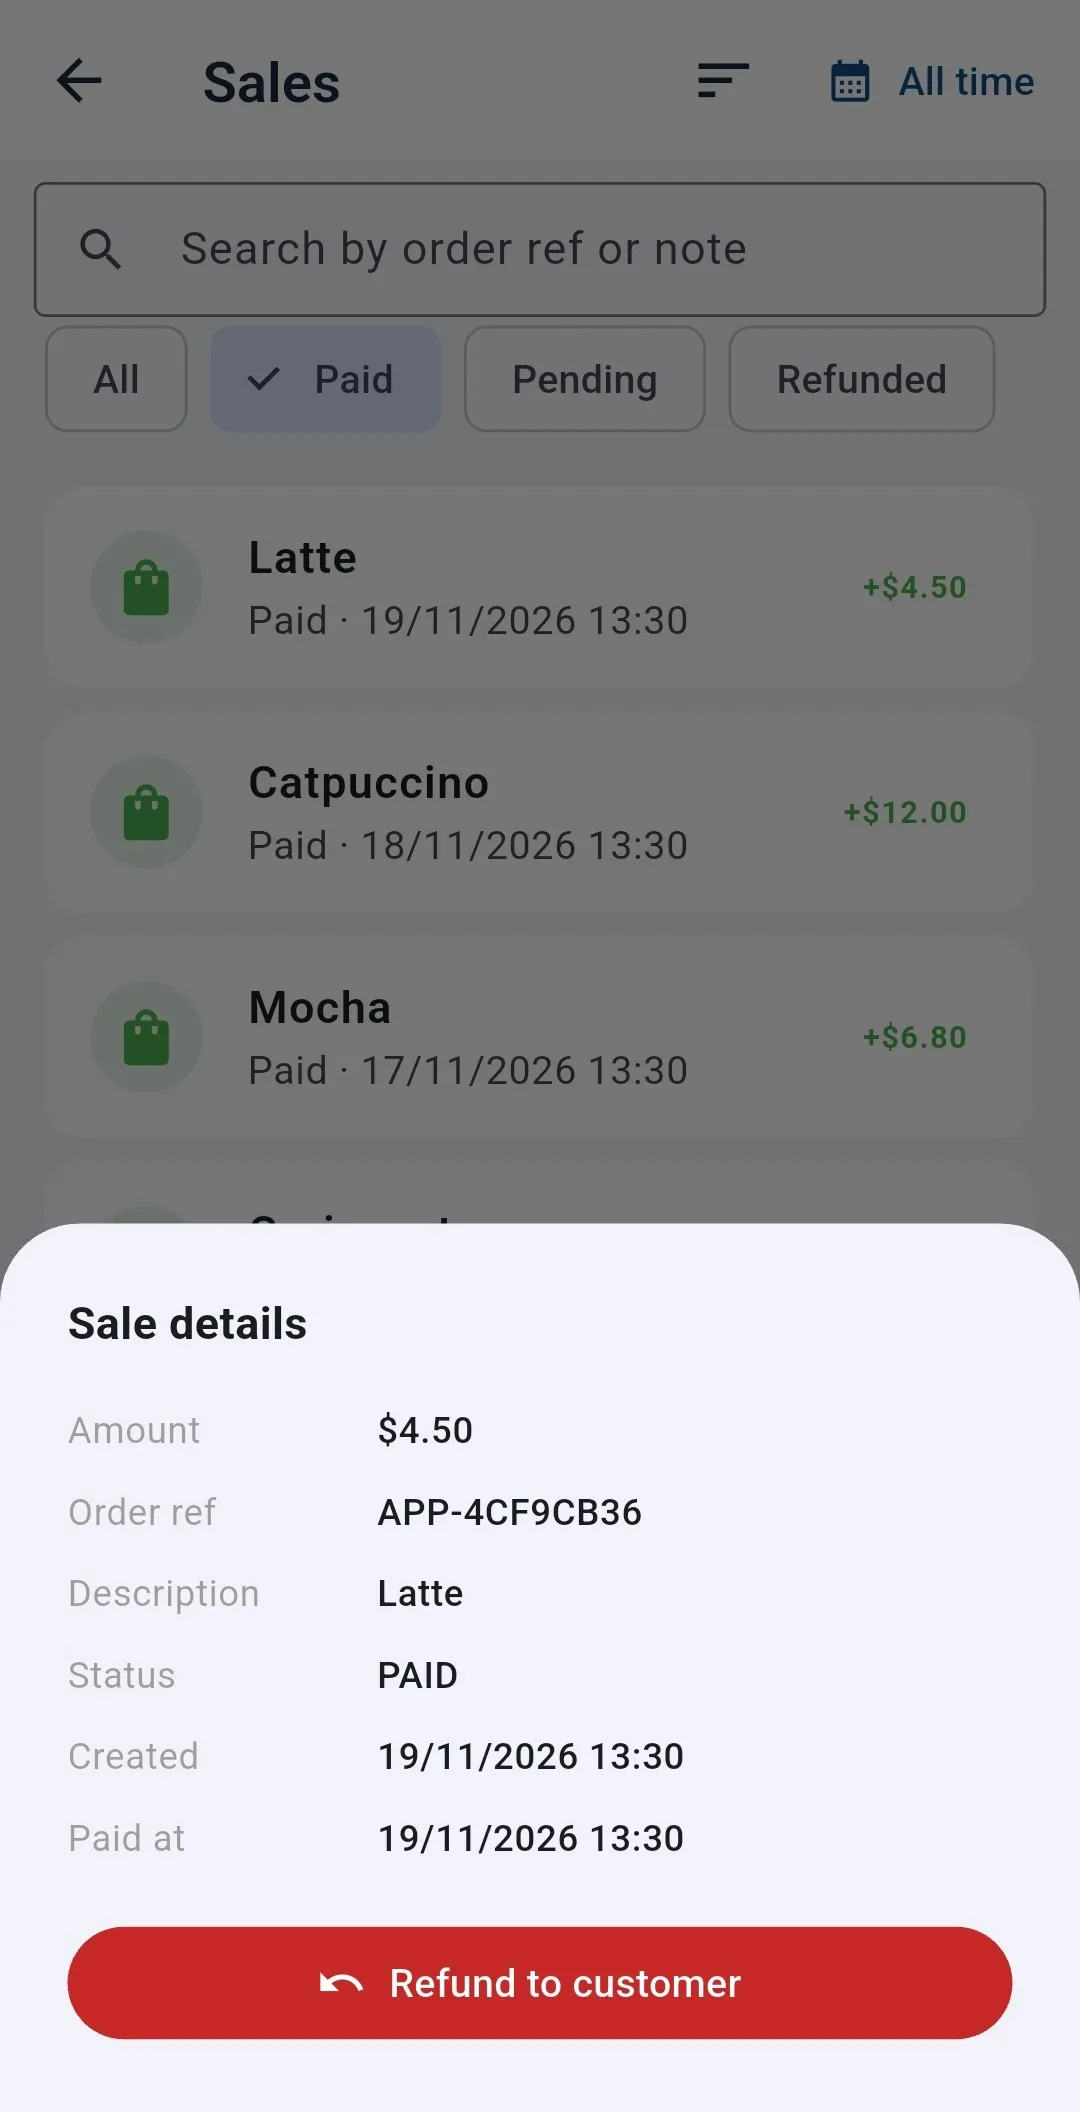 Sales
All time
Search by order ref or note
All
Paid
Pending
Refunded
Latte
Paid · 19/11/2026 13:30
+$4.50
Catpuccino
Paid · 18/11/2026 13:30
+$12.00
Mocha
Paid · 17/11/2026 13:30
+$6.80
Sale details
Amount
$4.50
Order ref
APP-4CF9CB36
Description
Latte
Status
PAID
Created
19/11/2026 13:30
Paid at
19/11/2026 13:30
Refund to customer